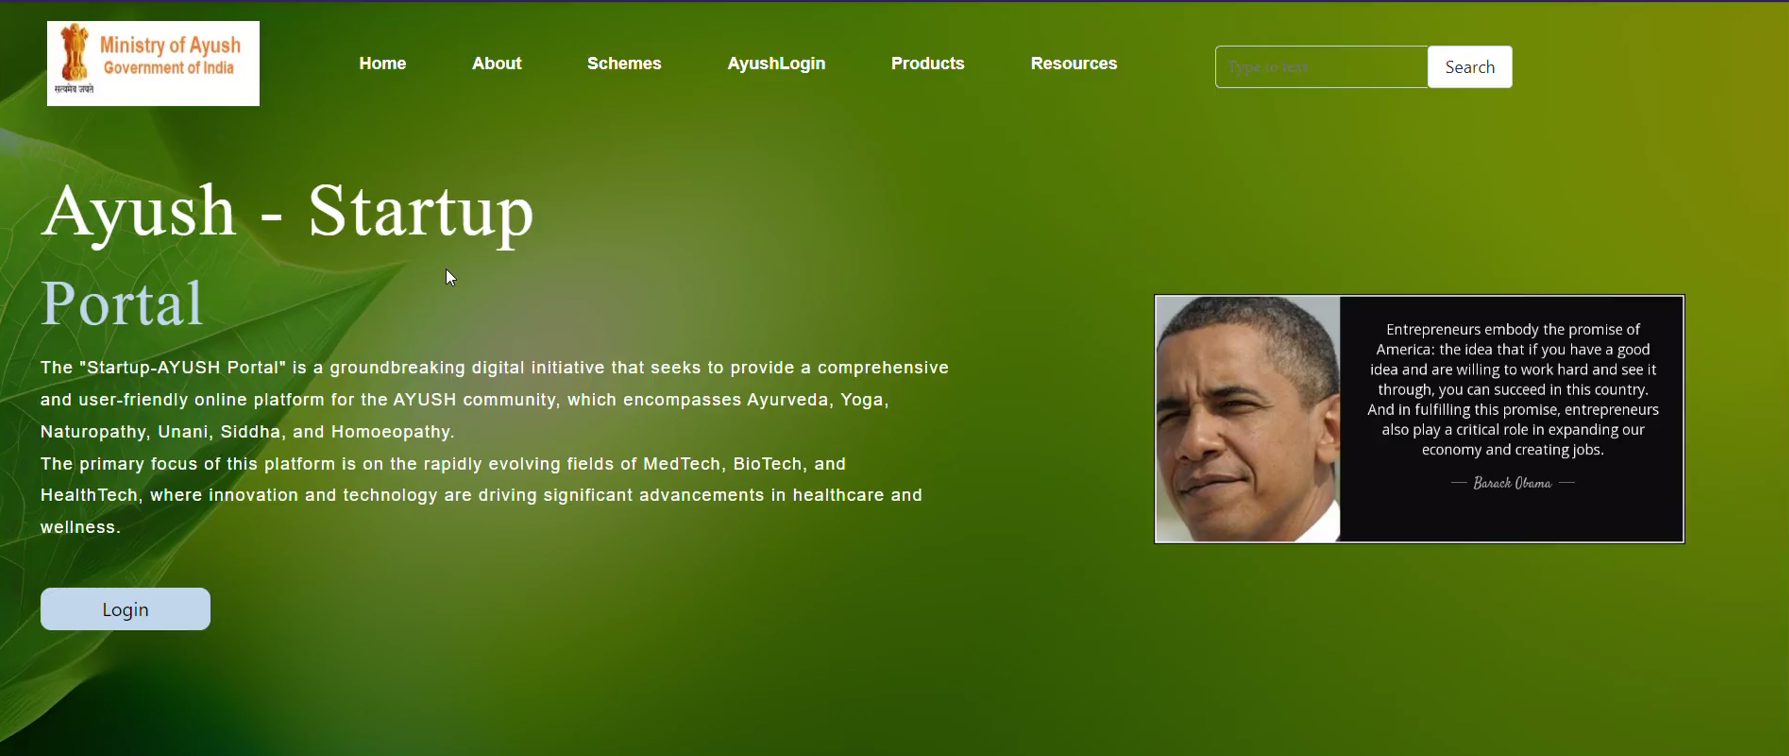 Ministry of Ayush
Government of India
सत्यमेव जयते
Home About Schemes AyushLogin Products Resources
Type to text
Search
Ayush - Startup
Portal
The "Startup-AYUSH Portal" is a groundbreaking digital initiative that seeks to provide a comprehensive
and user-friendly online platform for the AYUSH community, which encompasses Ayurveda, Yoga,
Naturopathy, Unani, Siddha, and Homoeopathy.
The primary focus of this platform is on the rapidly evolving fields of MedTech, BioTech, and
HealthTech, where innovation and technology are driving significant advancements in healthcare and
wellness.
Login
Entrepreneurs embody the promise of
America: the idea that if you have a good
idea and are willing to work hard and see it
through, you can succeed in this country.
And in fulfilling this promise, entrepreneurs
also play a critical role in expanding our
economy and creating jobs.
Barack Obama